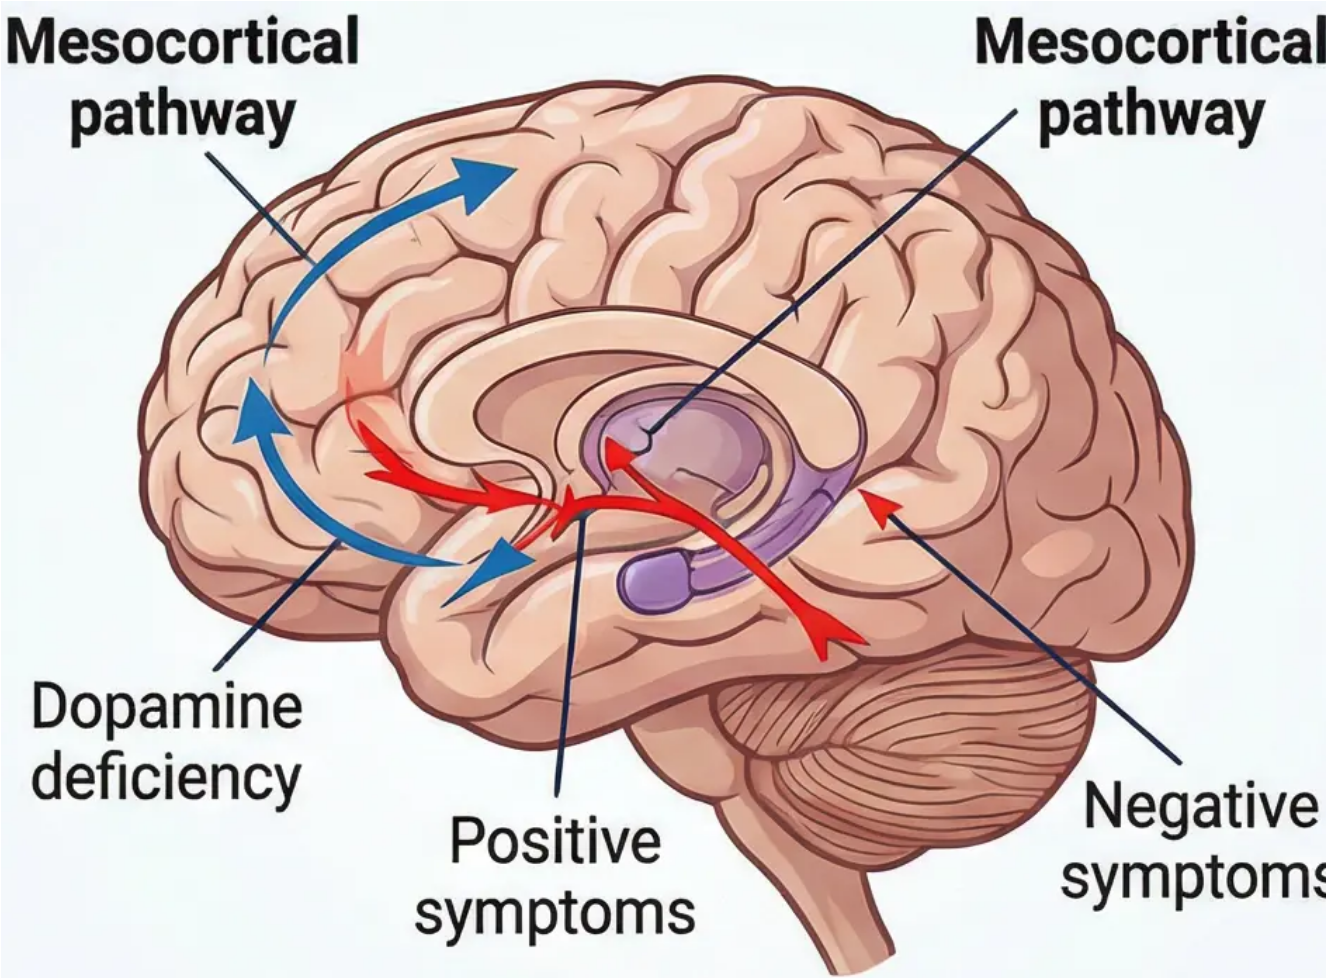 Mesocortical
pathway
Mesocortical
pathway
Dopamine
deficiency
Positive
symptoms
Negative
symptoms